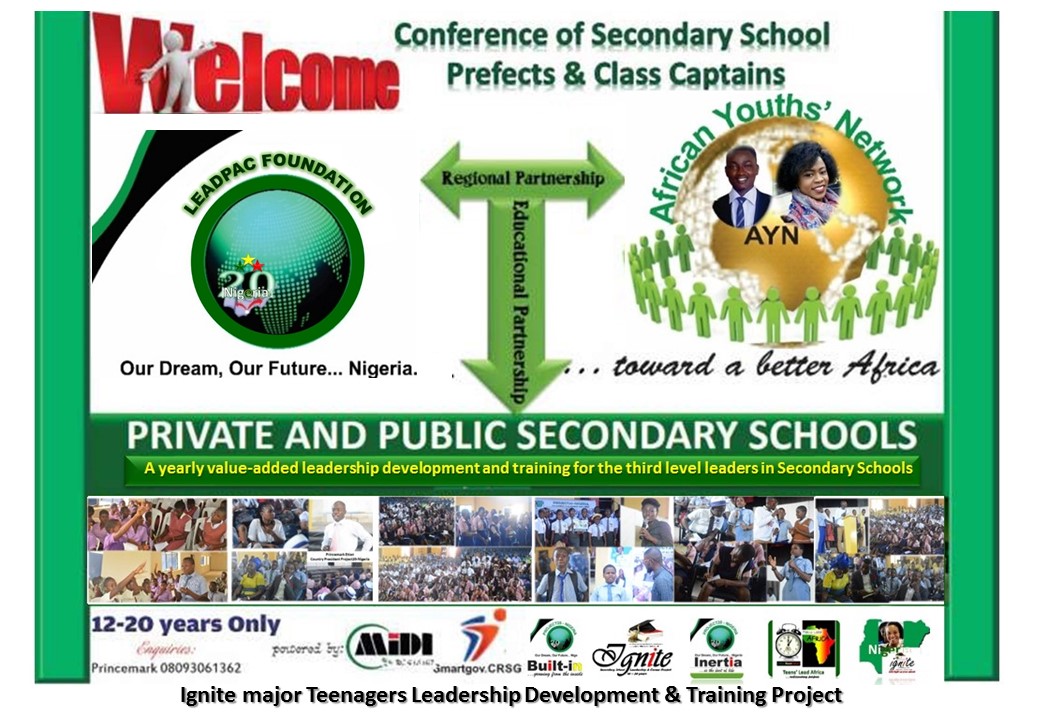 Welcome
Conference of Secondary School
Prefects & Class Captains
LEADPAC FOUNDATION
20
Nigeria
Our Dream, Our Future... Nigeria.
Regional Partnership
Educational Partnership
African Youths' Network
AYN
... toward a better Africa
PRIVATE AND PUBLIC SECONDARY SCHOOLS
A yearly value-added leadership development and training for the third level leaders in Secondary Schools
12-20 years Only
Enquiries:
Princemark 08093061362
powered by:
MiDI
Smartgov.CRSG
Built-in
Ignite
Inertia
Teens' Lead Africa
ignite
Ignite major Teenagers Leadership Development & Training Project